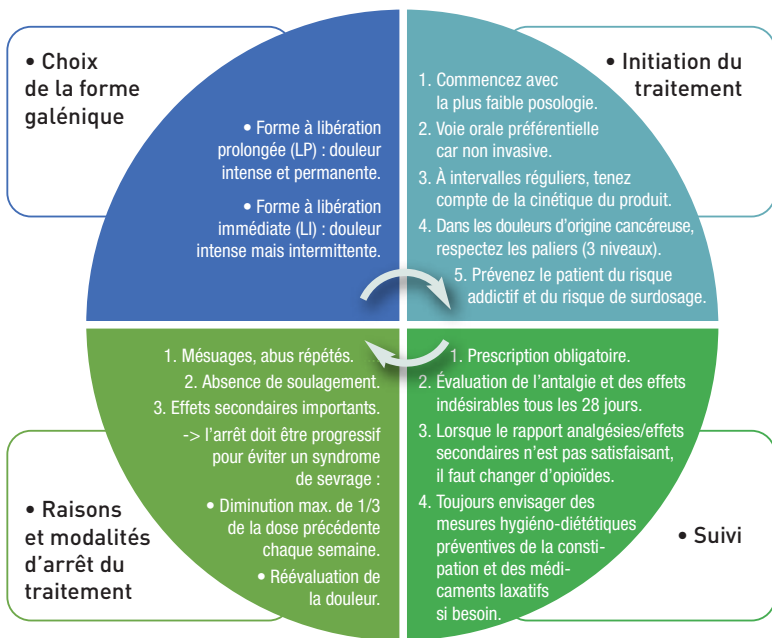 • Choix
de la forme
galénique
• Forme à libération
prolongée (LP) : douleur
intense et permanente.
• Forme à libération
immédiate (LI) : douleur
intense mais intermittente.
• Initiation du
traitement
1. Commencez avec
la plus faible posologie.
2. Voie orale préférentielle
car non invasive.
3. À intervalles réguliers, tenez
compte de la cinétique du produit.
4. Dans les douleurs d'origine cancéreuse,
respectez les paliers (3 niveaux).
5. Prévenez le patient du risque
addictif et du risque de surdosage.
1. Mésuages, abus répétés.
2. Absence de soulagement.
3. Effets secondaires importants.
-> l'arrêt doit être progressif
pour éviter un syndrome
de sevrage :
• Diminution max. de 1/3
de la dose précédente
chaque semaine.
• Réévaluation de
la douleur.
• Raisons
et modalités
d'arrêt du
traitement
1. Prescription obligatoire.
2. Évaluation de l'antalgie et des effets
indésirables tous les 28 jours.
3. Lorsque le rapport analgésies/effets
secondaires n'est pas satisfaisant,
il faut changer d'opioïdes.
4. Toujours envisager des
mesures hygiéno-diététiques
préventives de la consti-
pation et des médi-
caments laxatifs
si besoin.
• Suivi